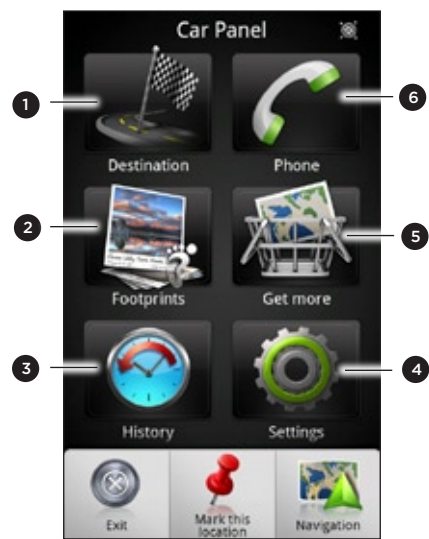 Car Panel
1
6
Destination
Phone
2
5
Footprints
Get more
3
4
History
Settings
Exit
Mark this
location
Navigation